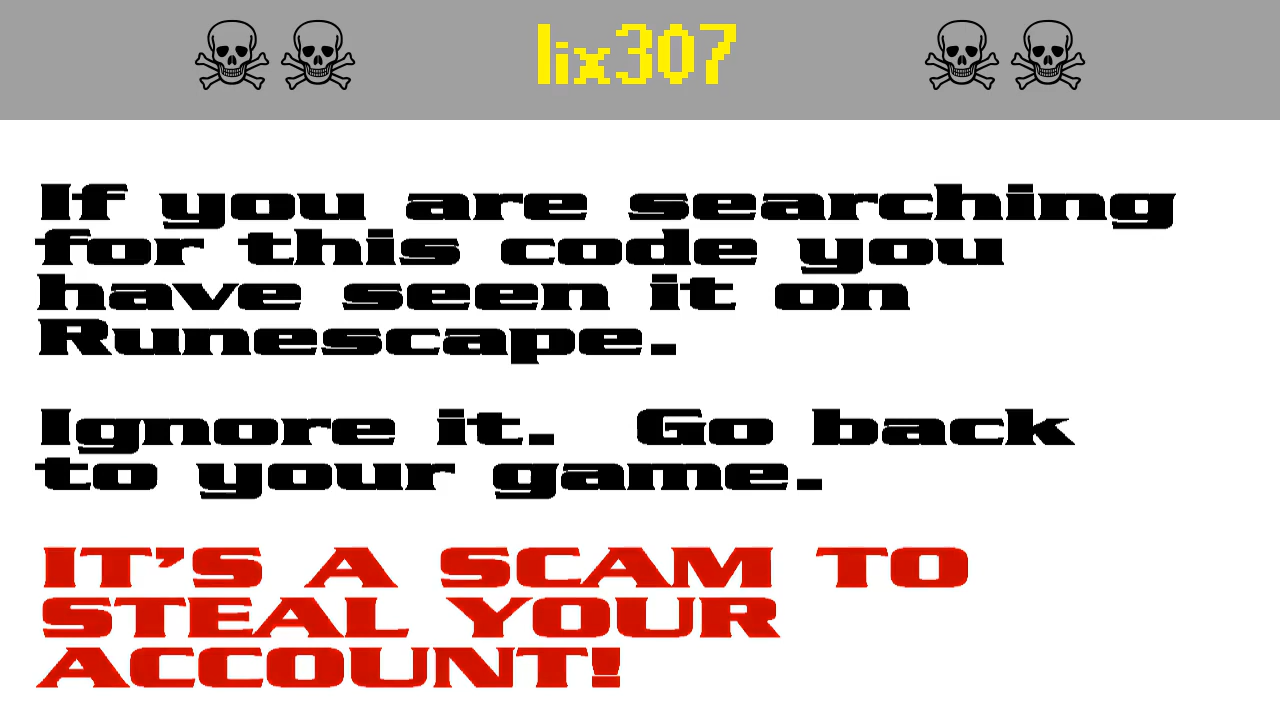 lix307
If you are searching
for this code you
have seen it on
Runescape.
Ignore it.  Go back
to your game.
IT'S A SCAM TO
STEAL YOUR
ACCOUNT!